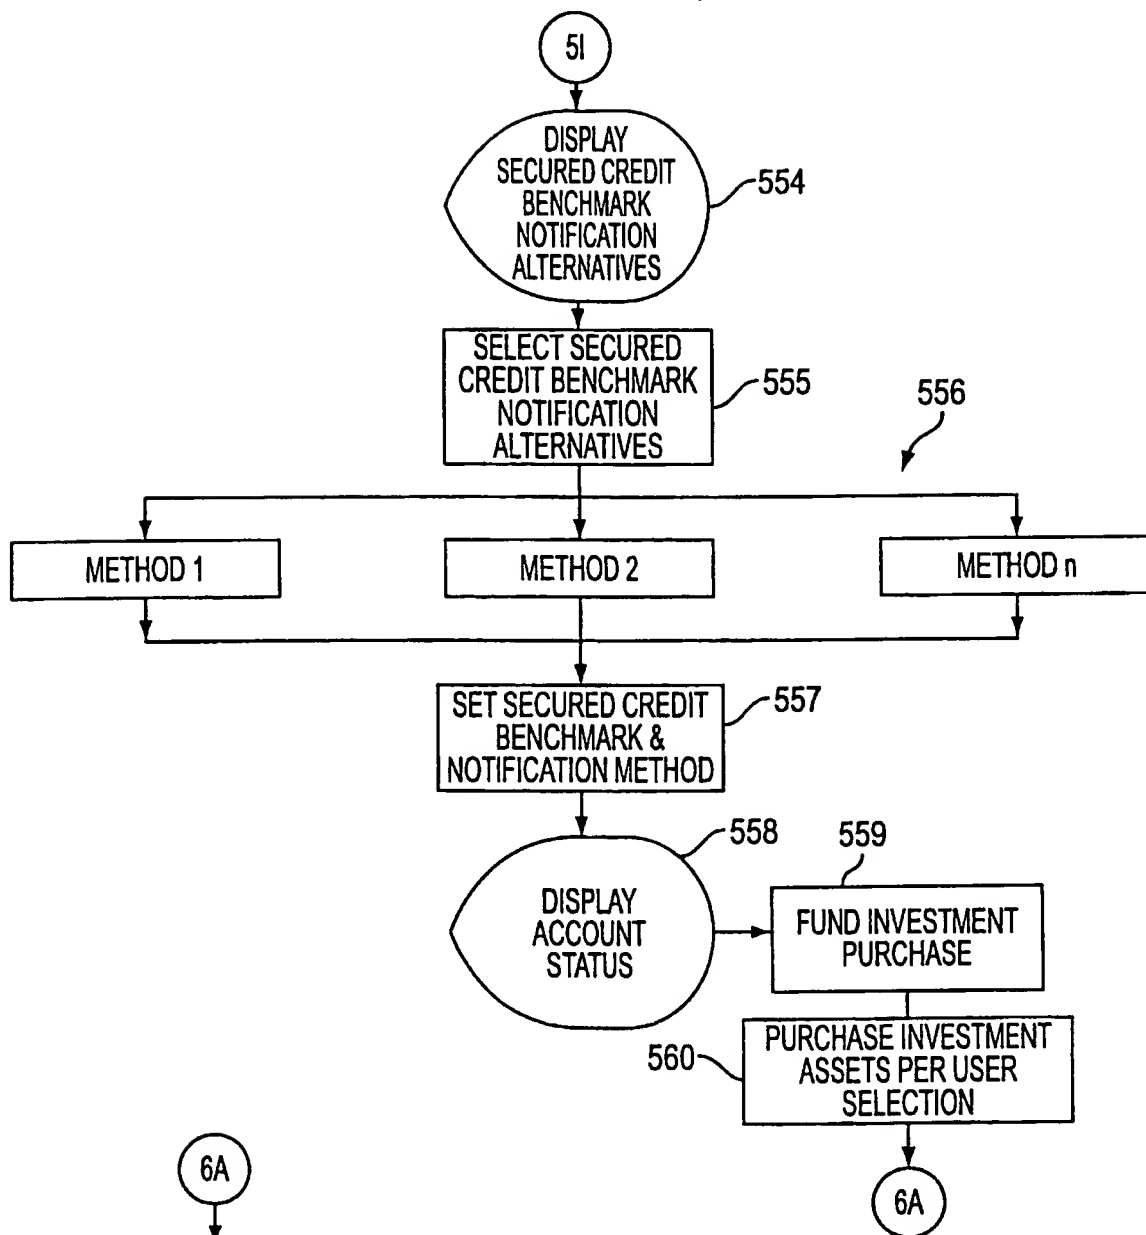 5I
DISPLAY
SECURED CREDIT
BENCHMARK
NOTIFICATION
ALTERNATIVES
554
SELECT SECURED
CREDIT BENCHMARK
NOTIFICATION
ALTERNATIVES
555
556
METHOD 1
METHOD 2
METHOD n
SET SECURED CREDIT
BENCHMARK &
NOTIFICATION METHOD
557
DISPLAY
ACCOUNT
STATUS
558
559
FUND INVESTMENT
PURCHASE
560
PURCHASE INVESTMENT
ASSETS PER USER
SELECTION
6A
6A